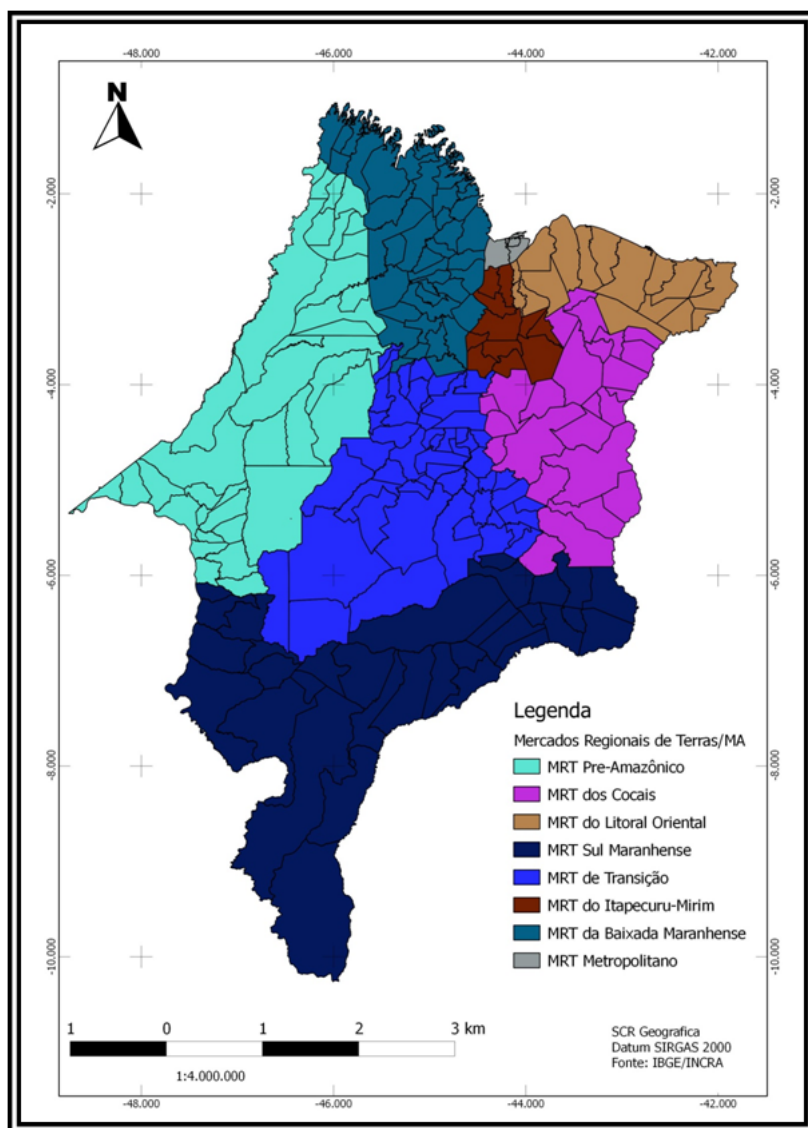 -48.000 -46.000 -44.000 -42.000
N
-2.000 -2.000
-4.000 -4.000
-6.000 -6.000
-8.000 -8.000
-10.000 -10.000
Legenda
Mercados Regionais de Terras/MA
MRT Pre-Amazônico
MRT dos Cocais
MRT do Litoral Oriental
MRT Sul Maranhense
MRT de Transição
MRT do Itapecuru-Mirim
MRT da Baixada Maranhense
MRT Metropolitano
1 0 1 2 3 km
1:4.000.000
SCR Geografica
Datum SIRGAS 2000
Fonte: IBGE/INCRA
-48.000 -46.000 -44.000 -42.000